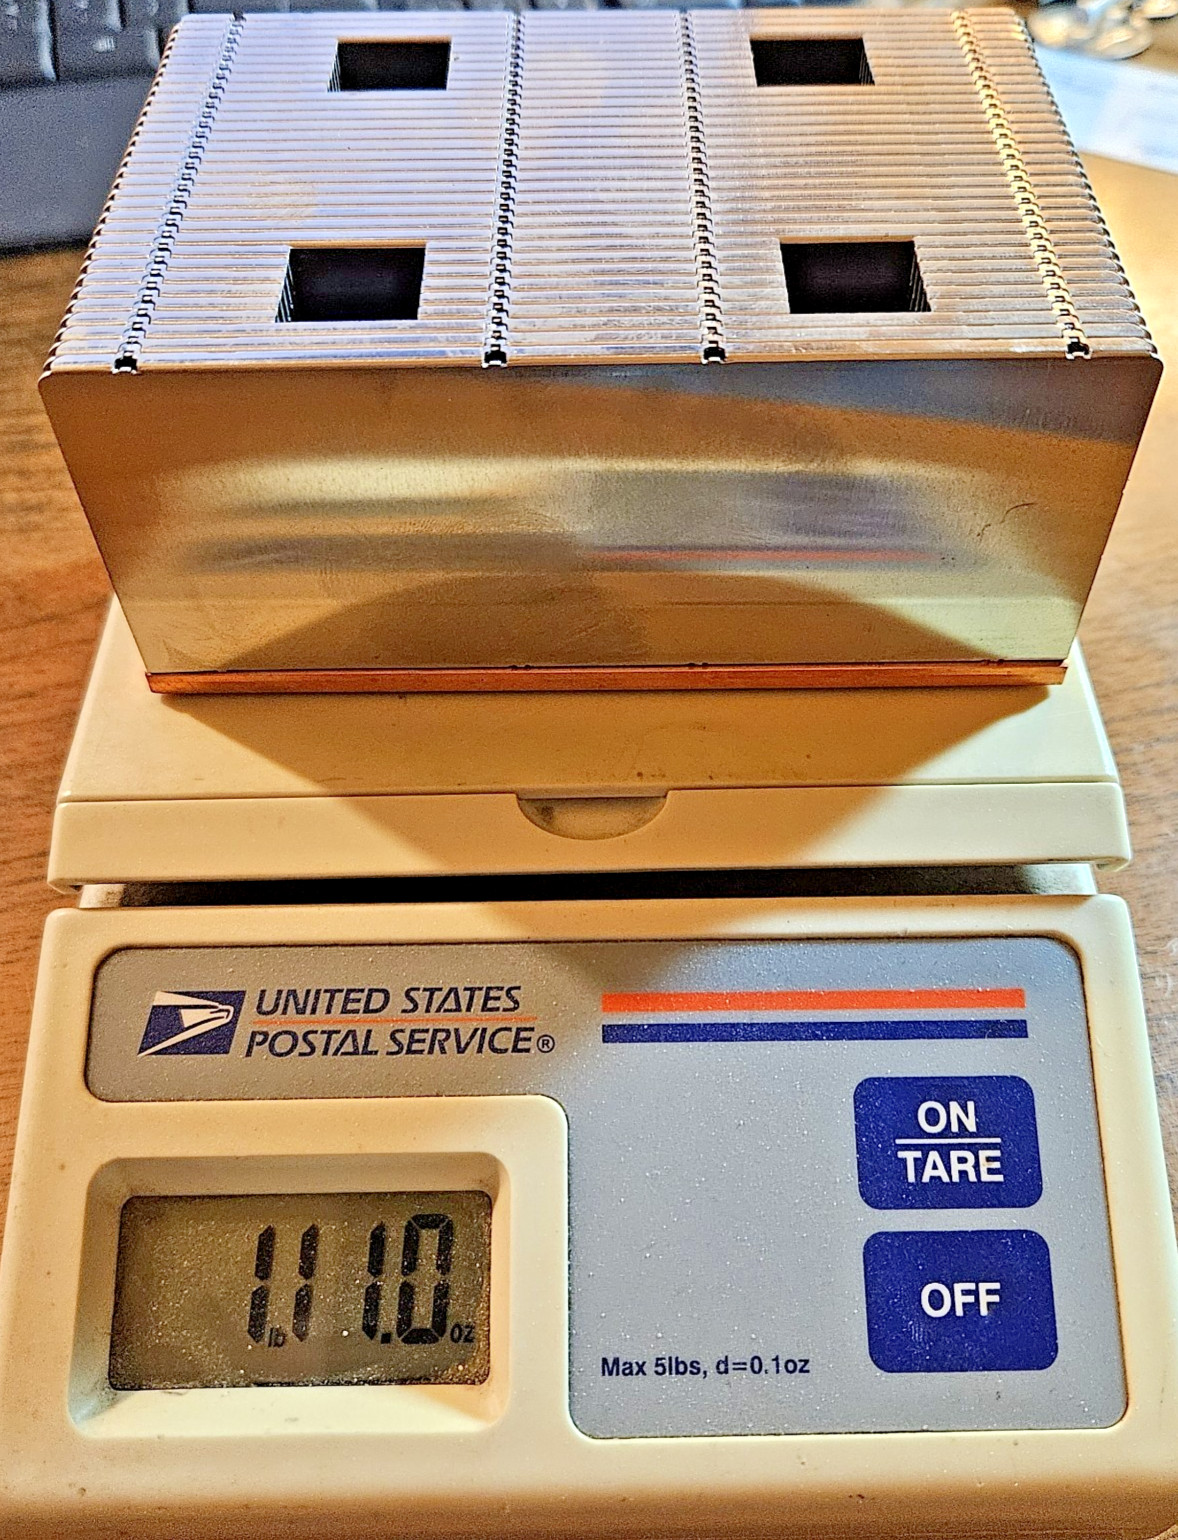 UNITED STATES
POSTAL SERVICE®
ON
TARE
1 lb 11.0 oz
OFF
Max 5lbs, d=0.1oz